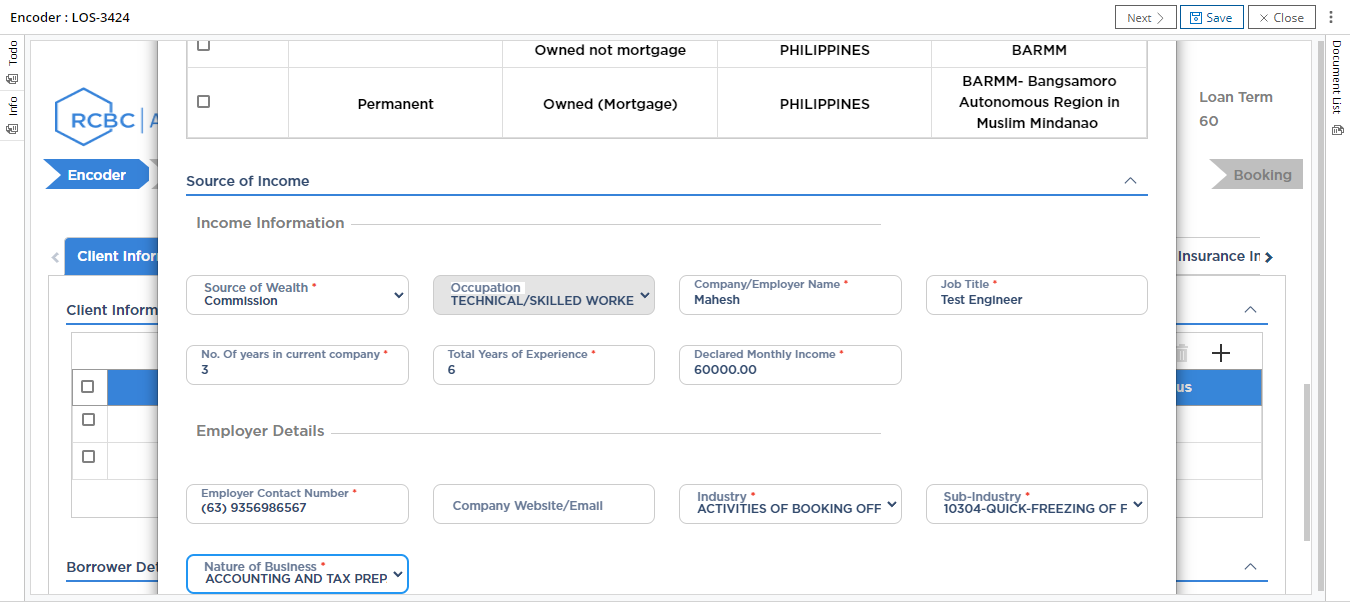 Encoder : LOS-3424
Next
Save
Close
Todo
Info
Document List
RCBC
Loan Term
60
Encoder
Booking
Owned not mortgage PHILIPPINES BARMM
Permanent Owned (Mortgage) PHILIPPINES BARMM- Bangsamoro
Autonomous Region in
Muslim Mindanao
Source of Income
Income Information
Client Infor
Insurance In
Client Inform
us
Borrower Det
Source of Wealth *
Commission
Occupation
TECHNICAL/SKILLED WORKE
Company/Employer Name *
Mahesh
Job Title *
Test Engineer
No. Of years in current company *
3
Total Years of Experience *
6
Declared Monthly Income *
60000.00
Employer Details
Employer Contact Number *
(63) 9356986567
Company Website/Email
Industry *
ACTIVITIES OF BOOKING OFF
Sub-Industry *
10304-QUICK-FREEZING OF F
Nature of Business *
ACCOUNTING AND TAX PREP